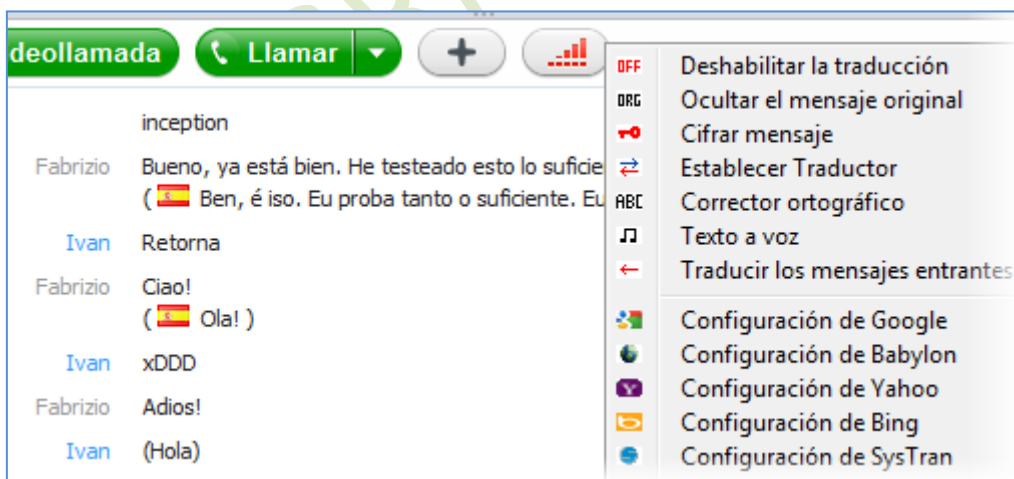 deollamada
Llamar
inception
Fabrizio Bueno, ya está bien. He testeado esto lo suficie
( Ben, é iso. Eu proba tanto o suficiente. Eu
Ivan Retorna
Fabrizio Ciao!
( Ola! )
Ivan xDDD
Fabrizio Adios!
Ivan (Hola)
OFF Deshabilitar la traducción
ORG Ocultar el mensaje original
Cifrar mensaje
Establecer Traductor
ABC Corrector ortográfico
Texto a voz
Traducir los mensajes entrantes
Configuración de Google
Configuración de Babylon
Configuración de Yahoo
Configuración de Bing
Configuración de SysTran